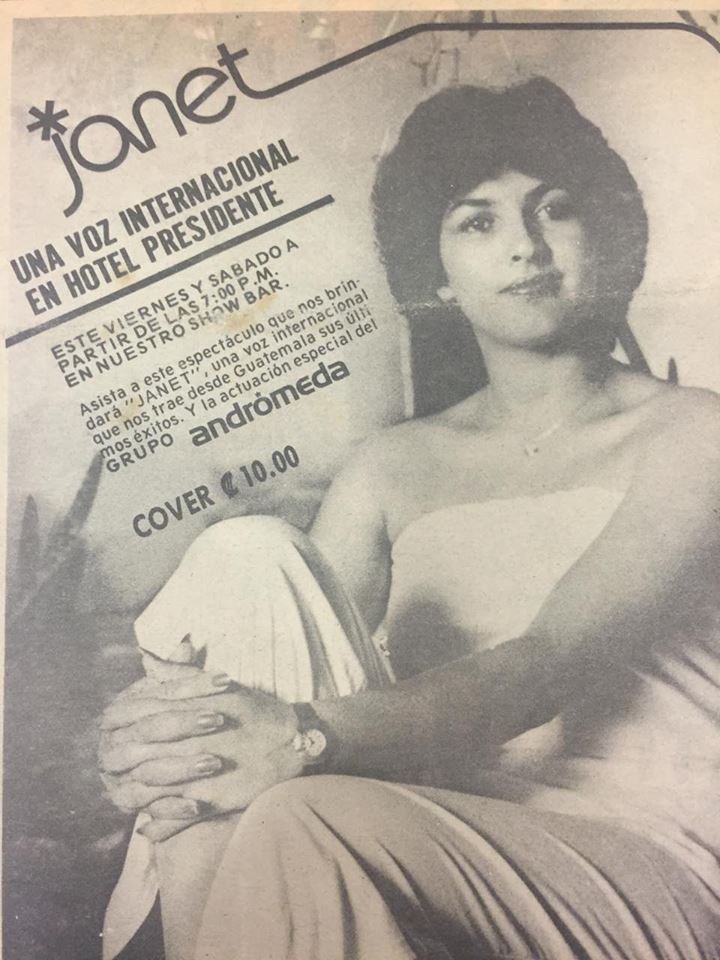 *janet
UNA VOZ INTERNACIONAL
EN HOTEL PRESIDENTE
ESTE VIERNES Y SABADO A
PARTIR DE LAS 7:00 P.M.
EN NUESTRO SHOW BAR.
Asista a este espectáculo que nos brin-
dará "JANET", una voz internacional
que nos trae desde Guatemala sus últi
mos éxitos. Y la actuación especial del
GRUPO andrómeda
COVER ₡ 10.00